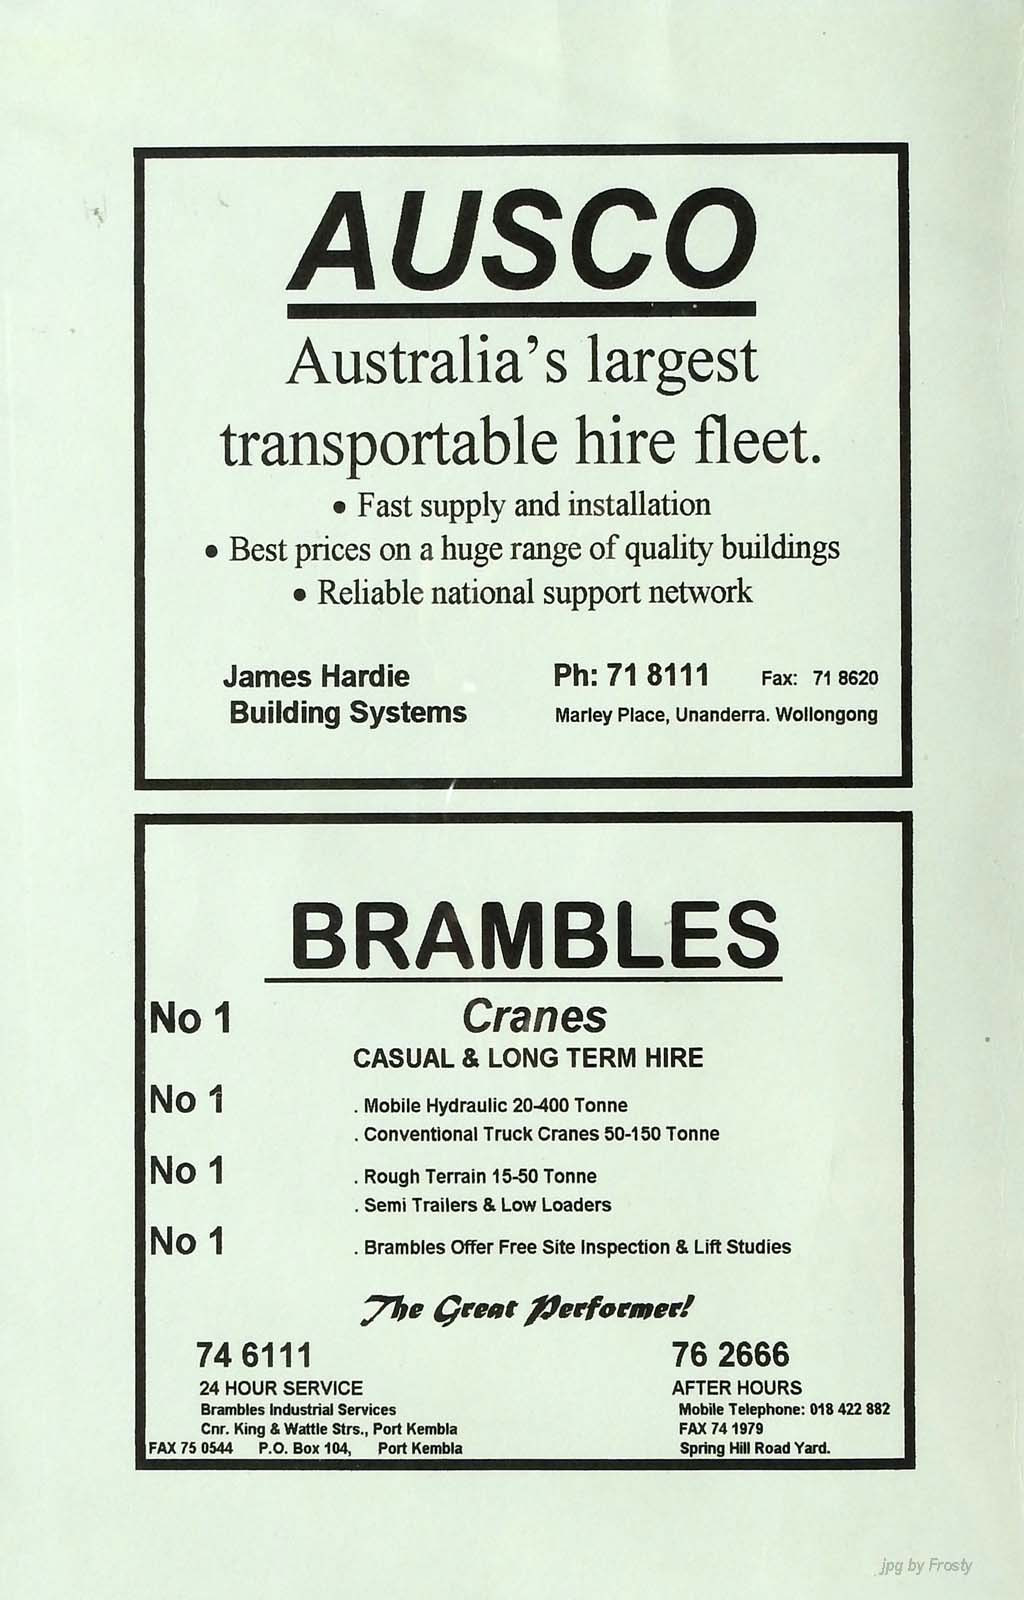 AUSCO
Australia's largest
transportable hire fleet.
• Fast supply and installation
• Best prices on a huge range of quality buildings
• Reliable national support network
James Hardie
Building Systems
Ph: 71 8111 Fax: 71 8620
Marley Place, Unanderra. Wollongong
BRAMBLES
No 1 Cranes
CASUAL & LONG TERM HIRE
No 1 . Mobile Hydraulic 20-400 Tonne
. Conventional Truck Cranes 50-150 Tonne
No 1 . Rough Terrain 15-50 Tonne
. Semi Trailers & Low Loaders
No 1 . Brambles Offer Free Site Inspection & Lift Studies
The Great Performer!
74 6111
24 HOUR SERVICE
Brambles Industrial Services
Cnr. King & Wattle Strs., Port Kembla
FAX 75 0544 P.O. Box 104, Port Kembla
76 2666
AFTER HOURS
Mobile Telephone: 018 422 882
FAX 74 1979
Spring Hill Road Yard.
jpg by Frosty